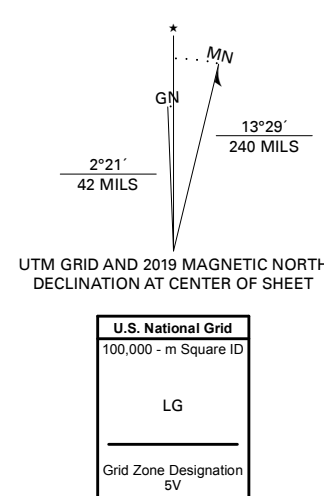 ★
MN
GN
13°29´
240 MILS
2°21´
42 MILS
UTM GRID AND 2019 MAGNETIC NORTH
DECLINATION AT CENTER OF SHEET
U.S. National Grid
100,000 - m Square ID
LG
Grid Zone Designation
5V